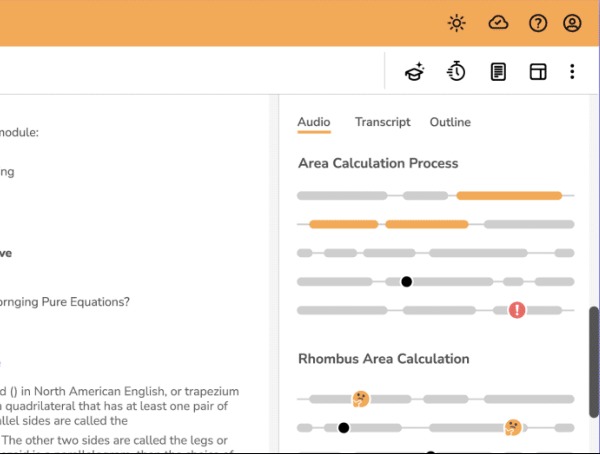 module:
Audio Transcript Outline
Area Calculation Process
ng
ve
ornging Pure Equations?
Rhombus Area Calculation
d () in North American English, or trapezium
quadrilateral that has at least one pair of
allel sides are called the
The other two sides are called the legs or